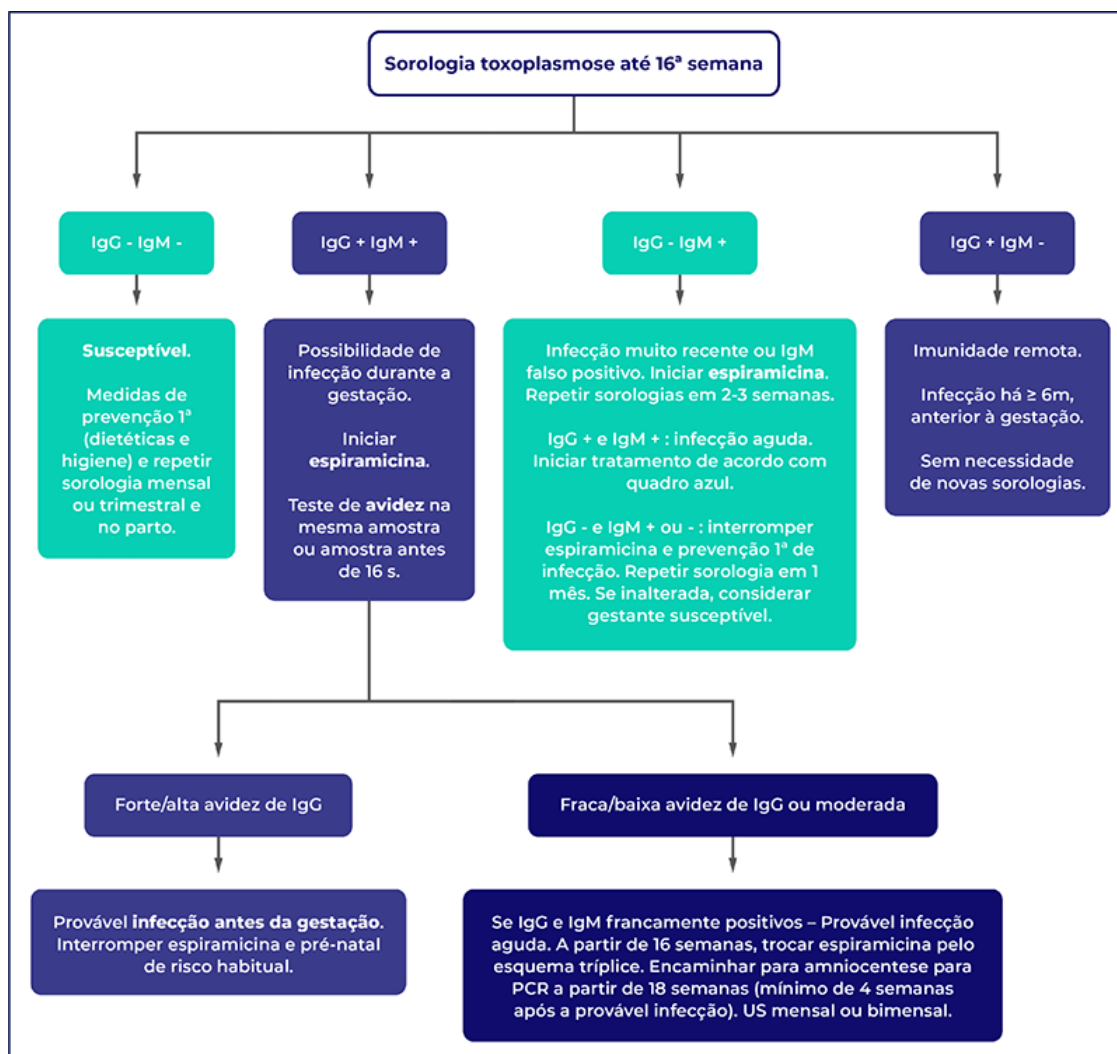 Sorologia toxoplasmose até 16ª semana
IgG - IgM -
IgG + IgM +
IgG - IgM +
IgG + IgM -
Susceptível.
Medidas de
prevenção 1ª
(dietéticas e
higiene) e repetir
sorologia mensal
ou trimestral e
no parto.
Possibilidade de
infecção durante a
gestação.
Iniciar
espiramicina.
Teste de avidez na
mesma amostra
ou amostra antes
de 16 s.
Infecção muito recente ou IgM
falso positivo. Iniciar espiramicina.
Repetir sorologias em 2-3 semanas.
IgG + e IgM + : infecção aguda.
Iniciar tratamento de acordo com
quadro azul.
IgG - e IgM + ou - : interromper
espiramicina e prevenção 1ª de
infecção. Repetir sorologia em 1
mês. Se inalterada, considerar
gestante susceptível.
Imunidade remota.
Infecção há ≥ 6m,
anterior à gestação.
Sem necessidade
de novas sorologias.
Forte/alta avidez de IgG
Fraca/baixa avidez de IgG ou moderada
Provável infecção antes da gestação.
Interromper espiramicina e pré-natal
de risco habitual.
Se IgG e IgM francamente positivos – Provável infecção
aguda. A partir de 16 semanas, trocar espiramicina pelo
esquema tríplice. Encaminhar para amniocentese para
PCR a partir de 18 semanas (mínimo de 4 semanas
após a provável infecção). US mensal ou bimensal.